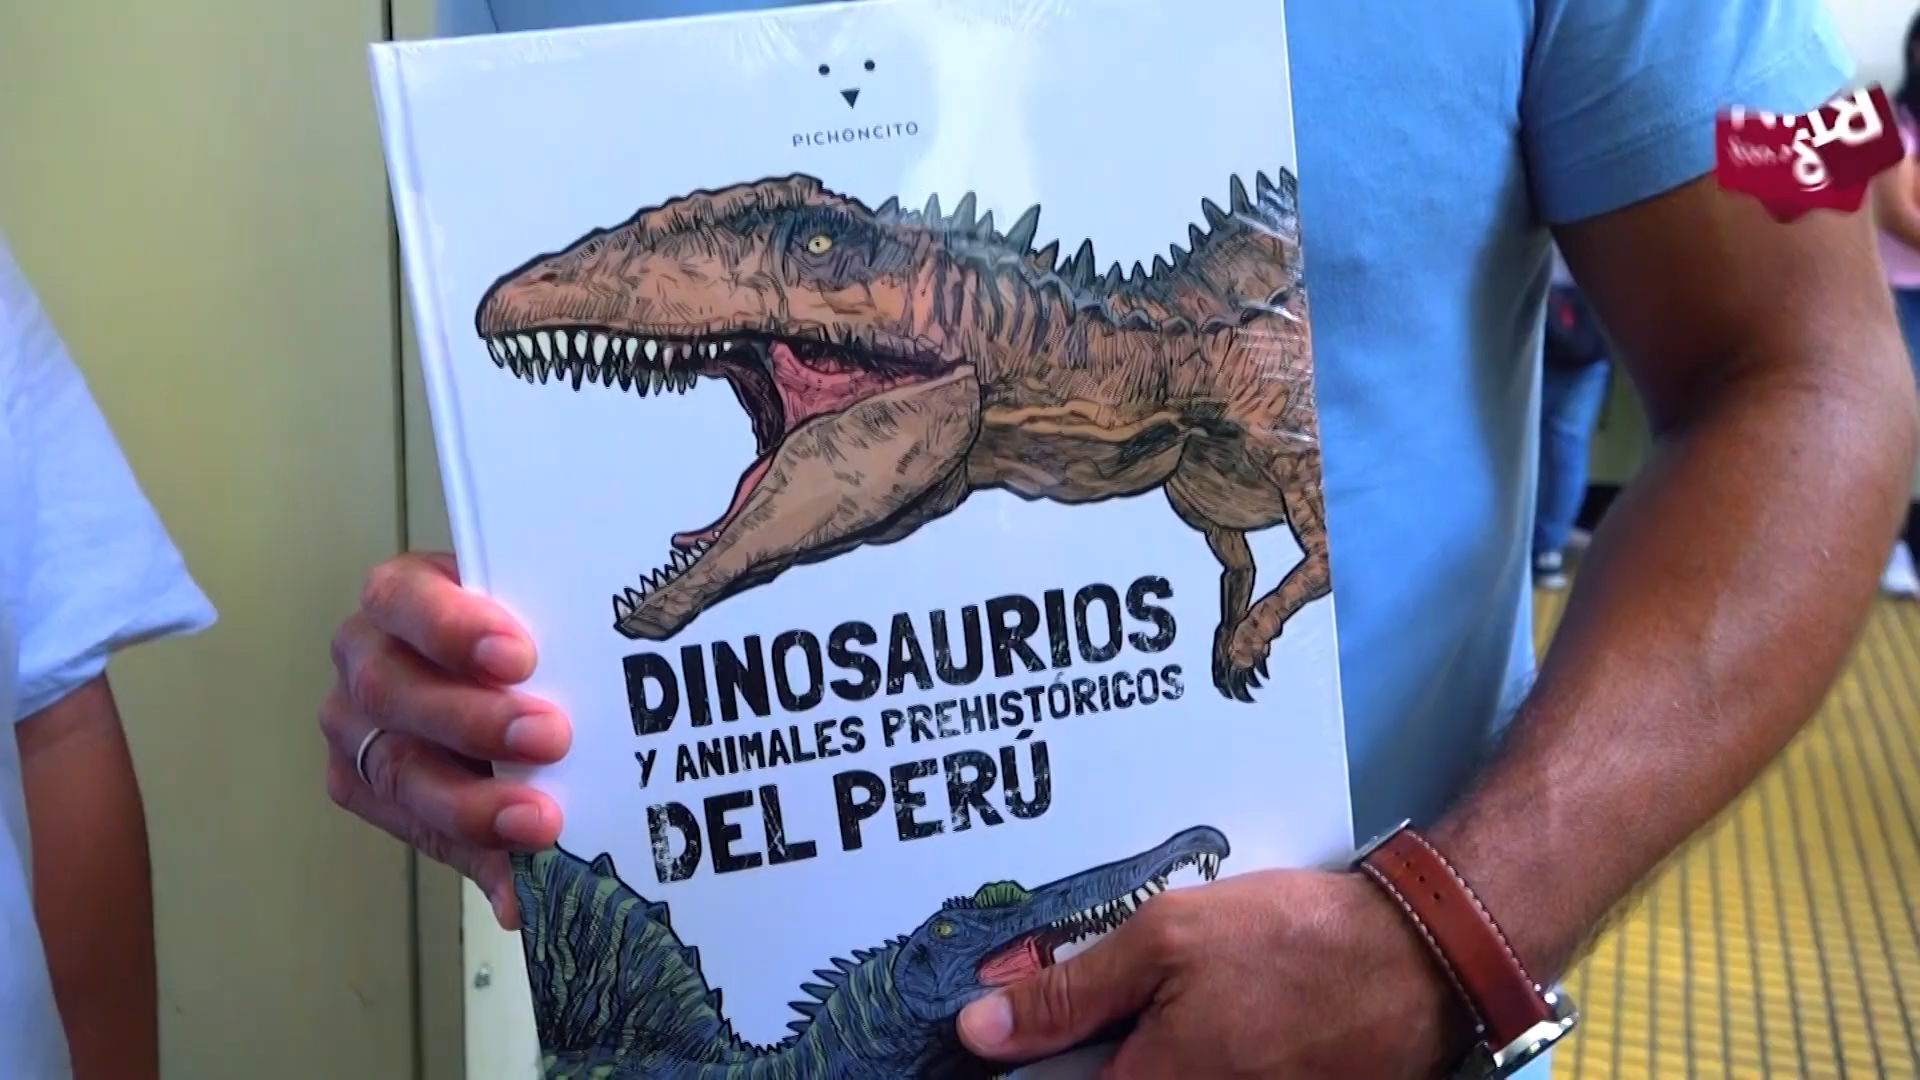 PICHONCITO
DINOSAURIOS
Y ANIMALES PREHISTÓRICOS
DEL PERÚ